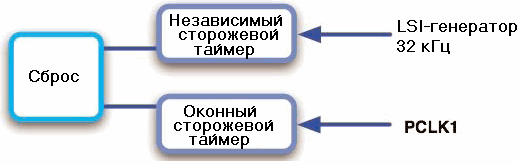 Сброс
Независимый
сторожевой
таймер
LSI-генератор
32 кГц
Оконный
сторожевой
таймер
PCLK1